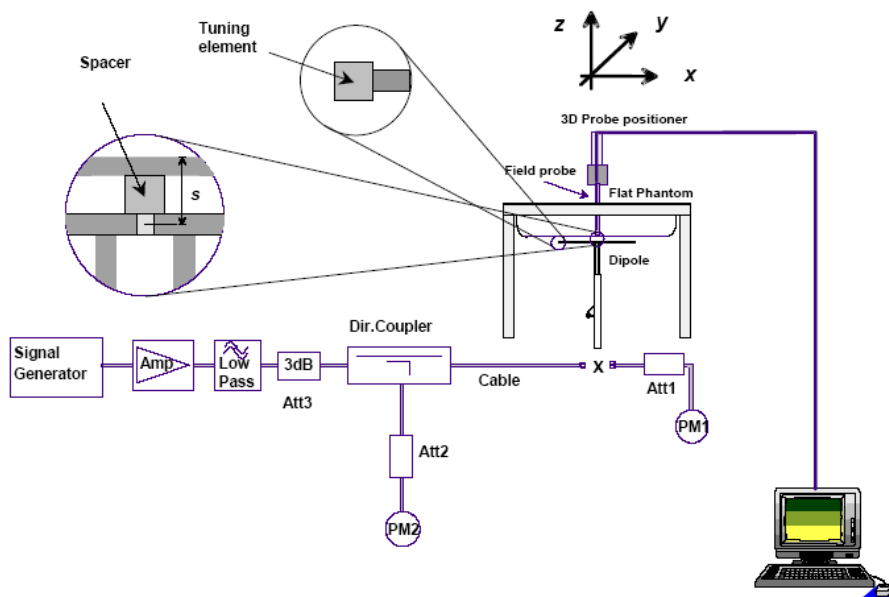 Tuning
element
Spacer
s
z
y
x
3D Probe positioner
Field probe
Flat Phantom
Dipole
Signal
Generator
Amp
Low
Pass
3dB
Att3
Dir.Coupler
Cable
X
Att1
PM1
Att2
PM2